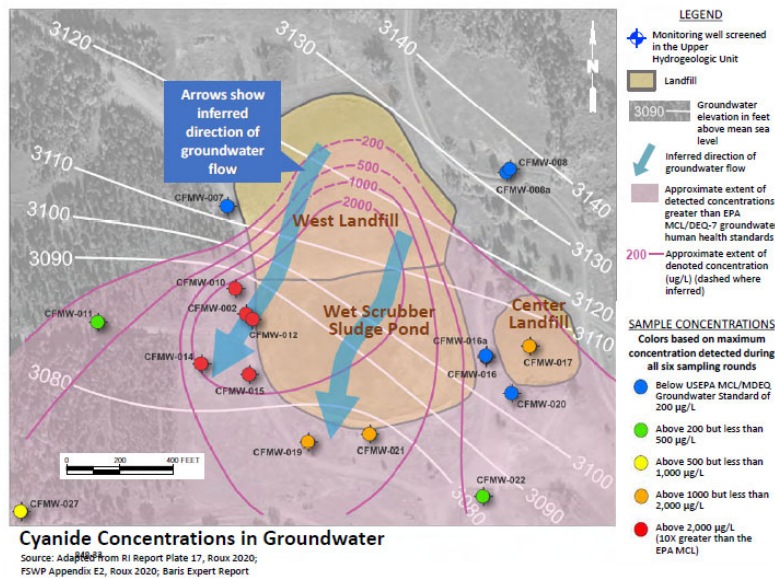 3120
3130
3140
Arrows show
inferred
direction of
groundwater
flow
N
200
500
1000
2000
CFMW-008
CFMW-008a
3110
CFMW-007
3140
3100
West Landfill
3130
3090
CFMW-010
CFMW-002
CFMW-011
CFMW-012
Wet Scrubber
Sludge Pond
Center
Landfill
3120
3110
CFMW-016a
CFMW-017
CFMW-014
CFMW-016
CFMW-015
3080
CFMW-020
CFMW-019
CFMW-021
3100
0 200 400 FEET
CFMW-022
3090
3080
CFMW-027
Cyanide Concentrations in Groundwater
Source: Adapted from RI Report Plate 17, Roux 2020;
FSWP Appendix E2, Roux 2020; Baris Expert Report
LEGEND
Monitoring well screened
in the Upper
Hydrogeologic Unit
Landfill
3090
Groundwater
elevation in feet
above mean sea
level
Inferred direction of
groundwater flow
Approximate extent of
detected concentrations
greater than EPA
MCL/DEQ-7 groundwater
human health standards
200
Approximate extent of
denoted concentration
(ug/L) (dashed where
inferred)
SAMPLE CONCENTRATIONS
Colors based on maximum
concentration detected during
all six sampling rounds
Below USEPA MCL/MDEQ
Groundwater Standard of
200 µg/L
Above 200 but less than
500 µg/L
Above 500 but less than
1,000 µg/L
Above 1000 but less than
2,000 µg/L
Above 2,000 µg/L
(10X greater than the
EPA MCL)